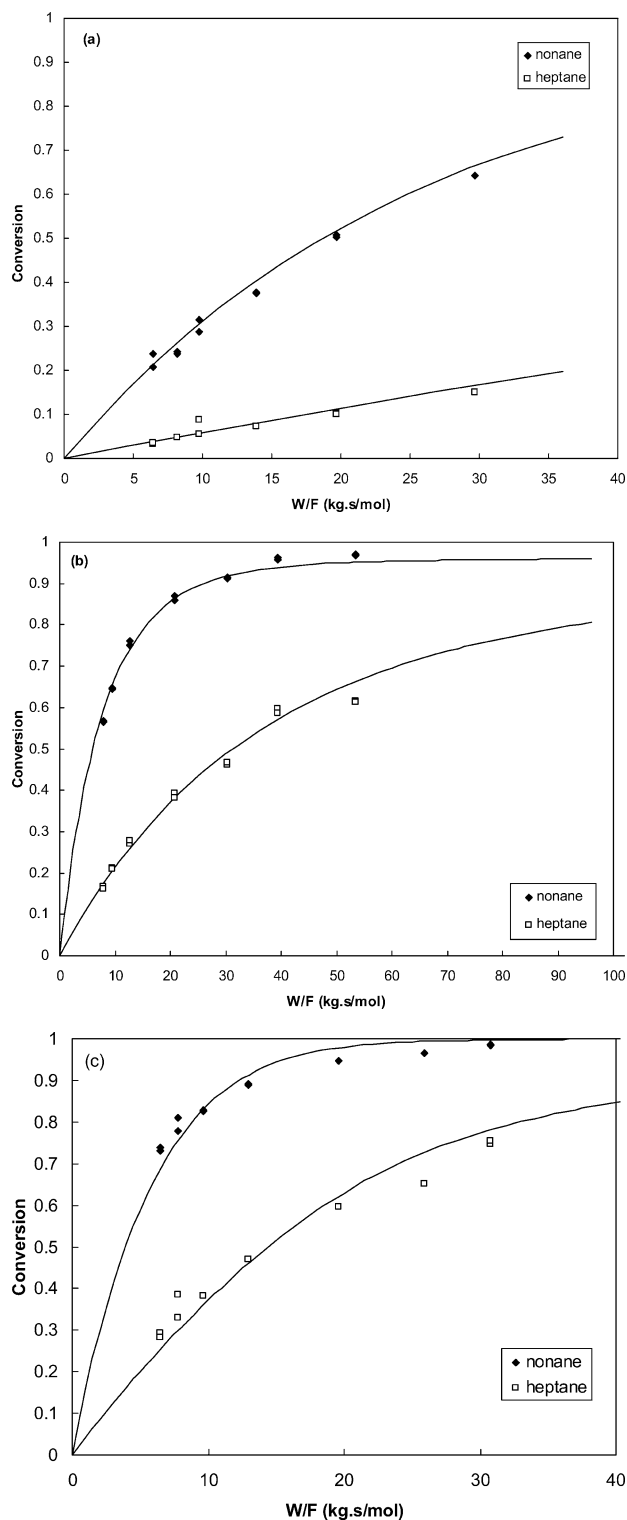 (a)
1
0.9
0.8
0.7
0.6
0.5
0.4
0.3
0.2
0.1
0
Conversion
nonane
heptane
0 5 10 15 20 25 30 35 40
W/F (kg.s/mol)
(b)
1
0.9
0.8
0.7
0.6
0.5
0.4
0.3
0.2
0.1
0
Conversion
nonane
heptane
0 10 20 30 40 50 60 70 80 90 100
W/F (kg.s/mol)
(c)
1
0.9
0.8
0.7
0.6
0.5
0.4
0.3
0.2
0.1
0
Conversion
nonane
heptane
0 10 20 30 40
W/F (kg.s/mol)